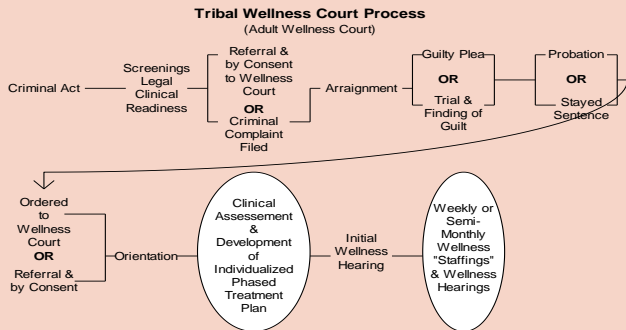 Tribal Wellness Court Process
(Adult Wellness Court)
Criminal Act
Screenings
Legal
Clinical
Readiness
Referral &
by Consent
to Wellness
Court
OR
Criminal
Complaint
Filed
Arraignment
Guilty Plea
OR
Trial &
Finding of
Guilt
Probation
OR
Stayed
Sentence
Ordered
to
Wellness
Court
OR
Referral &
by Consent
Orientation
Clinical
Assessement
&
Development
of
Individualized
Phased
Treatment
Plan
Initial
Wellness
Hearing
Weekly or
Semi-
Monthly
Wellness
"Staffings"
& Wellness
Hearings